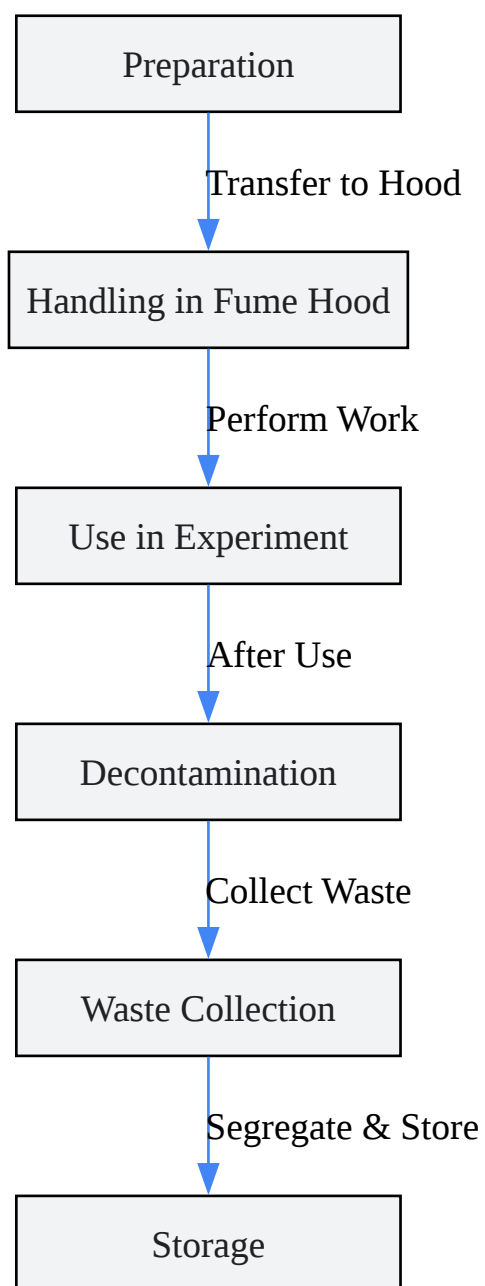 Preparation
Transfer to Hood
Handling in Fume Hood
Perform Work
Use in Experiment
After Use
Decontamination
Collect Waste
Waste Collection
Segregate & Store
Storage